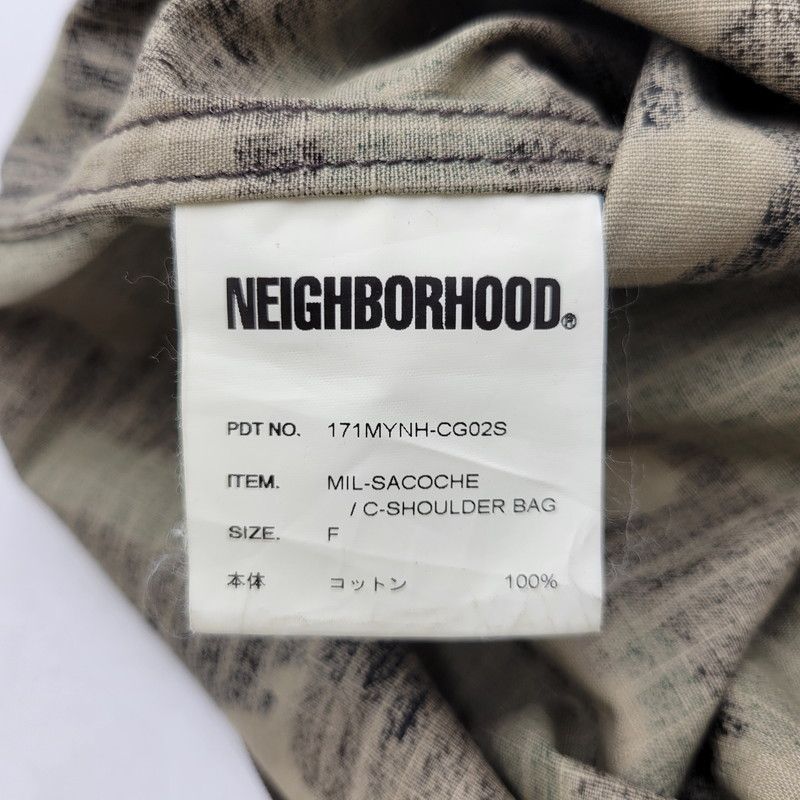 NEIGHBORHOOD®
PDT NO. 171MYNH-CG02S
ITEM. MIL-SACOCHE
/ C-SHOULDER BAG
SIZE. F
本体 コットン 100%